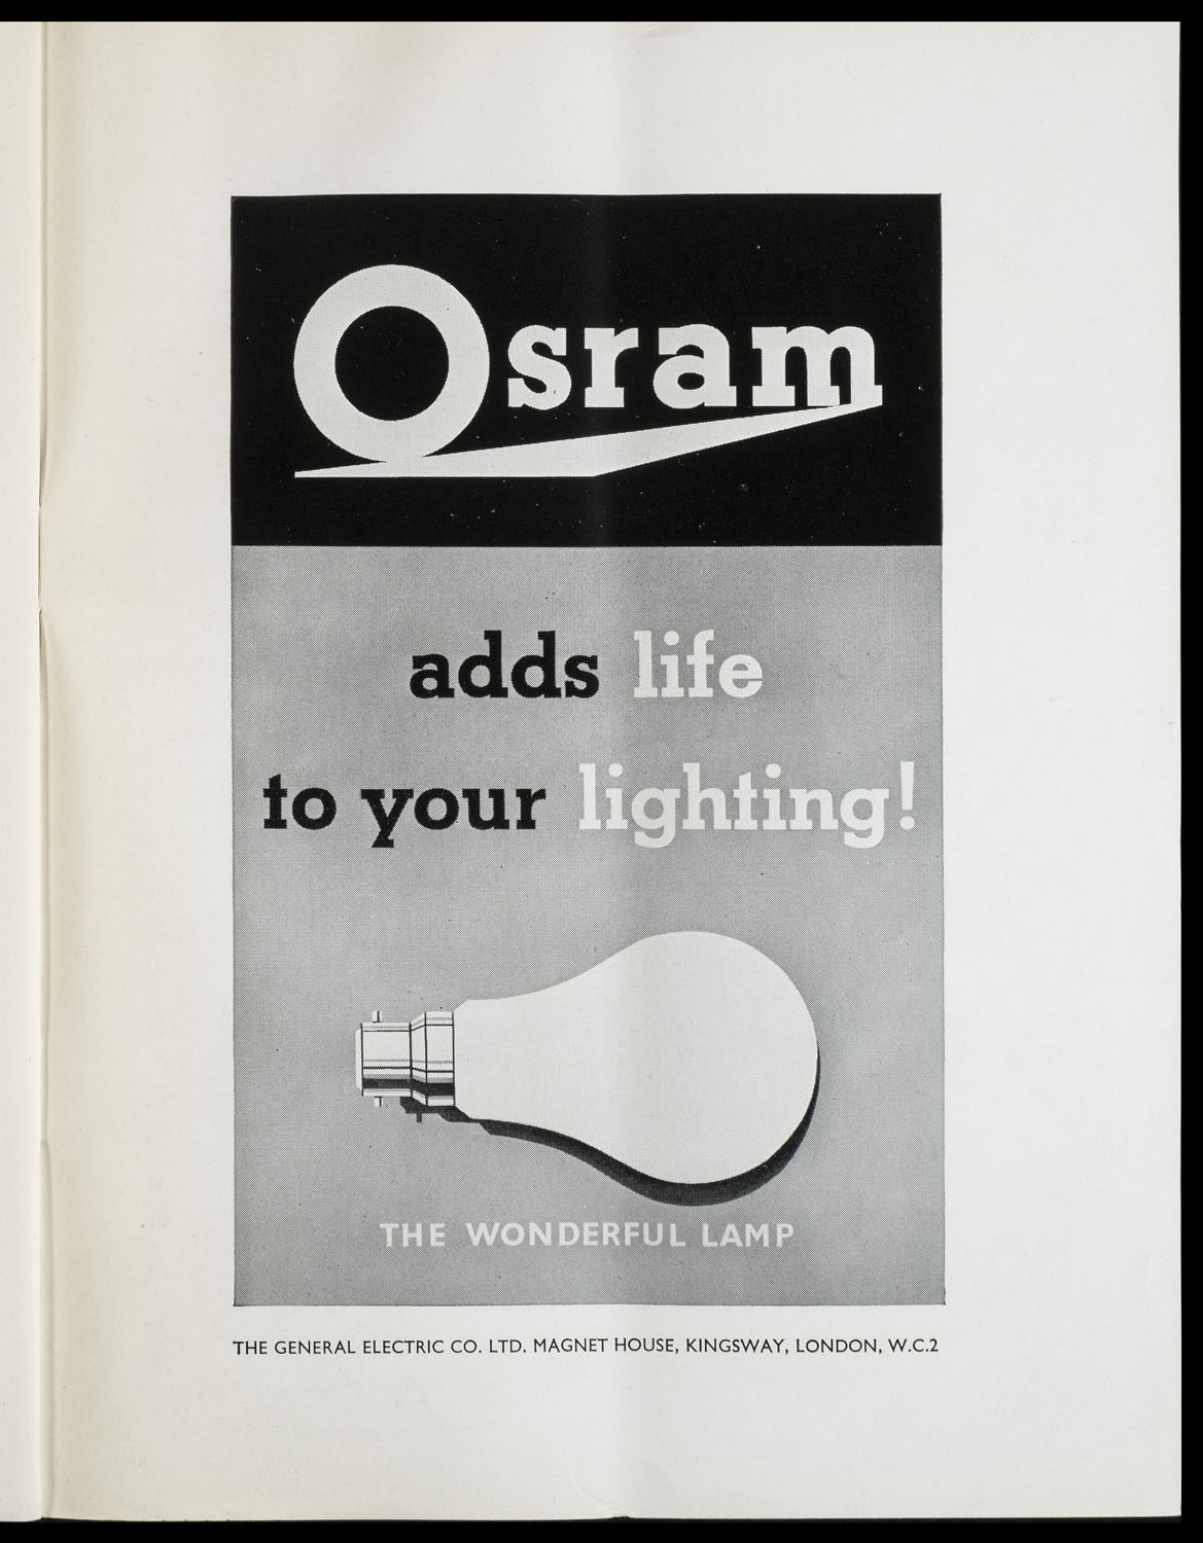 Osram
adds life
to your lighting!
THE WONDERFUL LAMP
THE GENERAL ELECTRIC CO. LTD. MAGNET HOUSE, KINGSWAY, LONDON, W.C.2